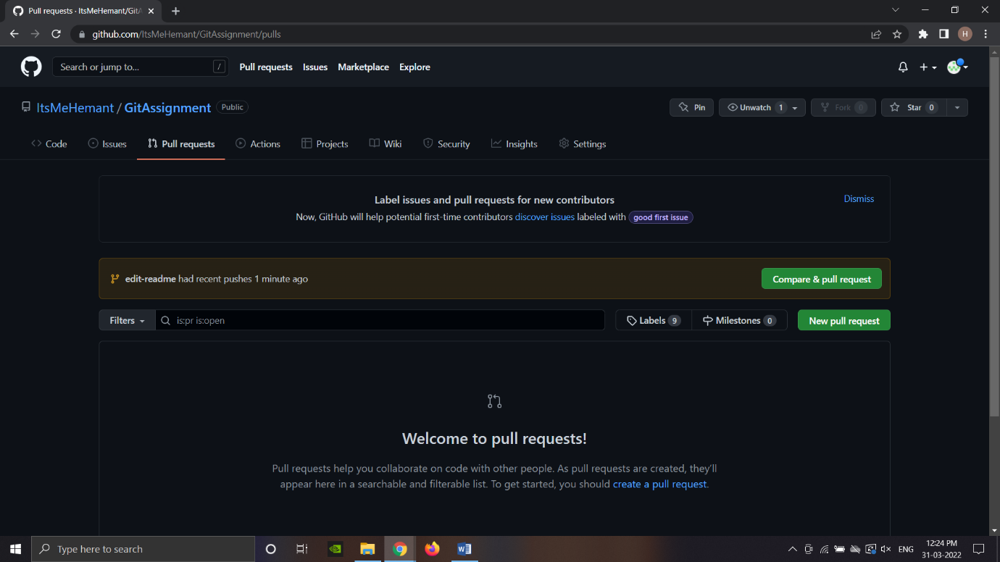 Pull requests · ItsMeHemant/GitA
github.com/ItsMeHemant/GitAssignment/pulls
H
Search or jump to... /
Pull requests Issues Marketplace Explore
ItsMeHemant / GitAssignment Public
Pin Unwatch 1 Fork 0 Star 0
Code Issues Pull requests Actions Projects Wiki Security Insights Settings
Label issues and pull requests for new contributors
Dismiss
Now, GitHub will help potential first-time contributors discover issues labeled with good first issue
edit-readme had recent pushes 1 minute ago
Compare & pull request
Filters is:pr is:open Labels 9 Milestones 0 New pull request
Welcome to pull requests!
Pull requests help you collaborate on code with other people. As pull requests are created, they'll
appear here in a searchable and filterable list. To get started, you should create a pull request.
Type here to search
ENG
12:24 PM
31-03-2022